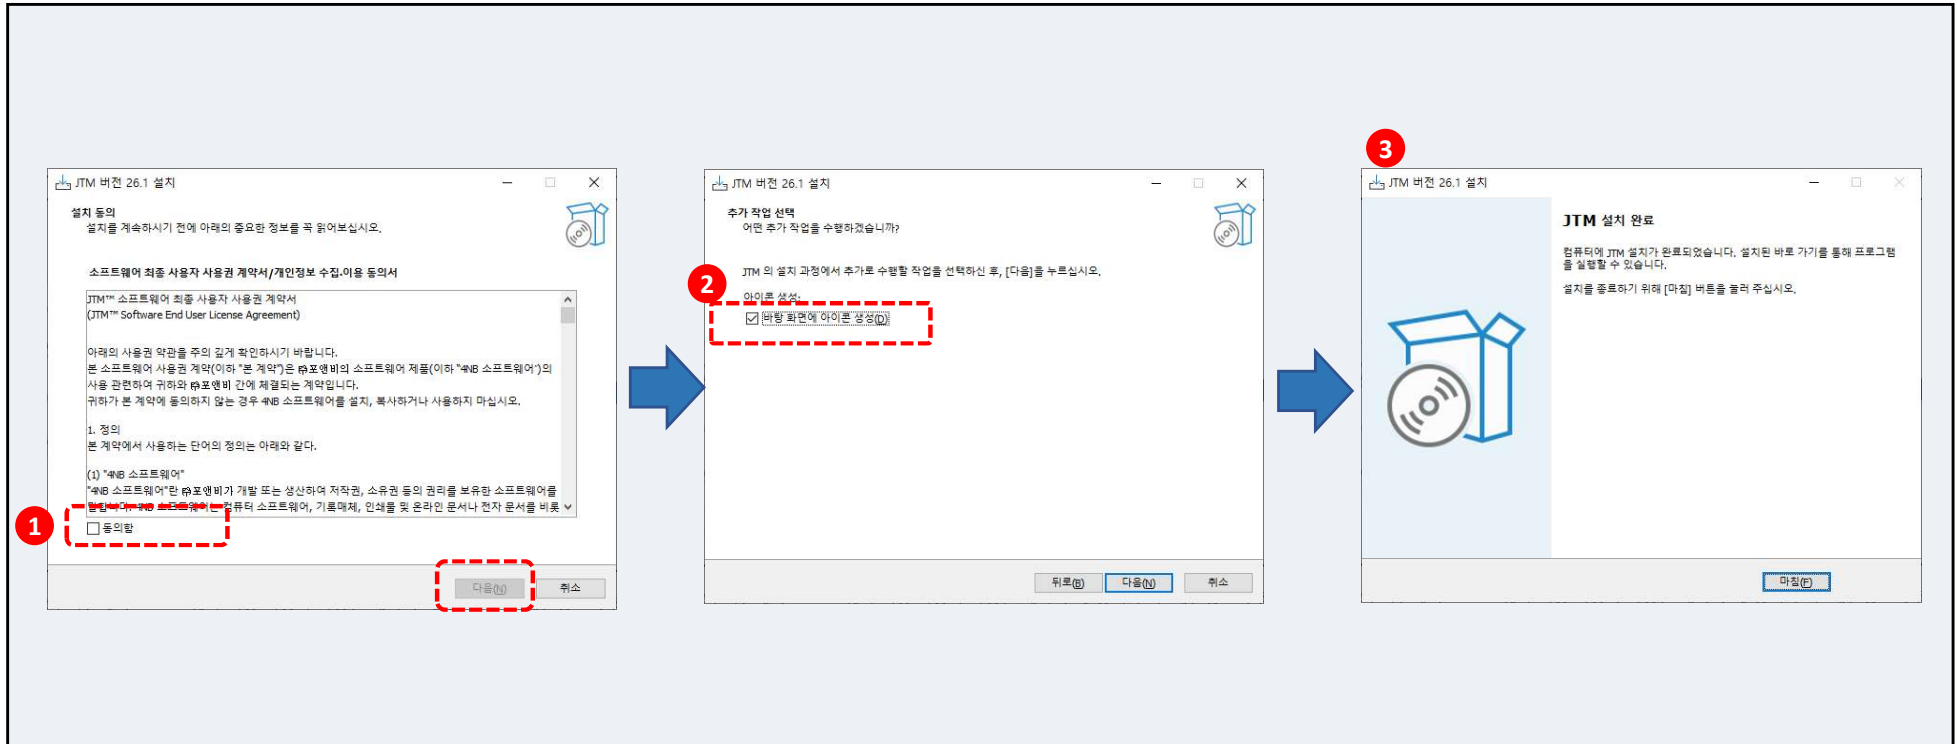 JTM 버전 26.1 설치
설치 동의
설치를 계속하시기 전에 아래의 중요한 정보를 꼭 읽어보십시오.
소프트웨어 최종 사용자 사용권 계약서/개인정보 수집·이용 동의서
JTM™ 소프트웨어 최종 사용자 사용권 계약서
(JTM™ Software End User License Agreement)
아래의 사용권 약관을 주의 깊게 확인하시기 바랍니다.
본 소프트웨어 사용권 계약(이하 "본 계약")은 ㈜포앤비의 소프트웨어 제품(이하 "4NB 소프트웨어")의
사용 관련하여 귀하와 ㈜포앤비 간에 체결되는 계약입니다.
귀하가 본 계약에 동의하지 않는 경우 4NB 소프트웨어를 설치, 복사하거나 사용하지 마십시오.
1. 정의
본 계약에서 사용하는 단어의 정의는 아래와 같다.
(1) "4NB 소프트웨어"
"4NB 소프트웨어"란 ㈜포앤비가 개발 또는 생산하여 저작권, 소유권 등의 권리를 보유한 소프트웨어를
말합니다. 4NB 소프트웨어는 컴퓨터 소프트웨어, 기록매체, 인쇄물 및 온라인 문서나 전자 문서를 비롯
1
동의함
다음(N)
취소
JTM 버전 26.1 설치
추가 작업 선택
어떤 추가 작업을 수행하겠습니까?
JTM 의 설치 과정에서 추가로 수행할 작업을 선택하신 후, [다음]을 누르십시오.
2
아이콘 생성:
바탕 화면에 아이콘 생성(D)
뒤로(B)
다음(N)
취소
3
JTM 버전 26.1 설치
JTM 설치 완료
컴퓨터에 JTM 설치가 완료되었습니다. 설치된 바로 가기를 통해 프로그램
을 실행할 수 있습니다.
설치를 종료하기 위해 [마침] 버튼을 눌러 주십시오.
마침(F)